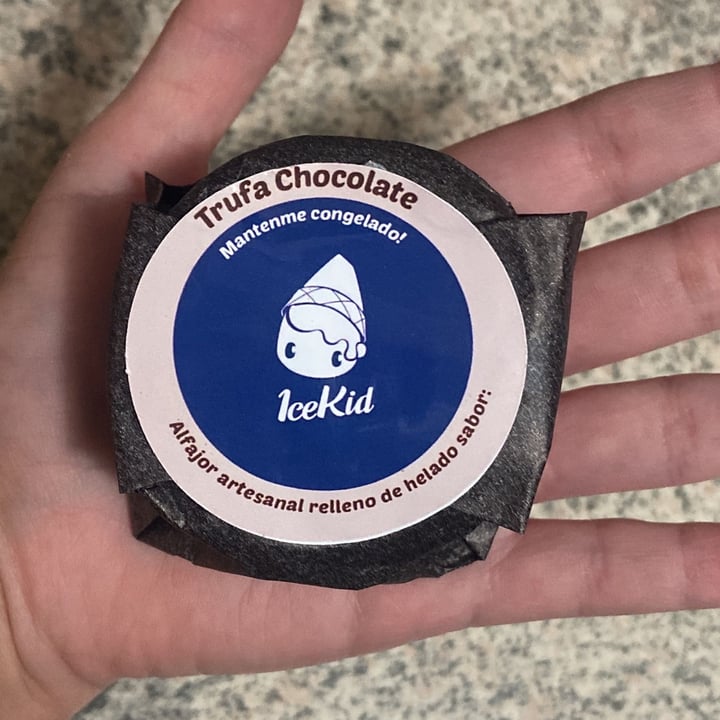 Trufa Chocolate
Mantenme congelado!
IceKid
Alfajor artesanal relleno de helado sabor: